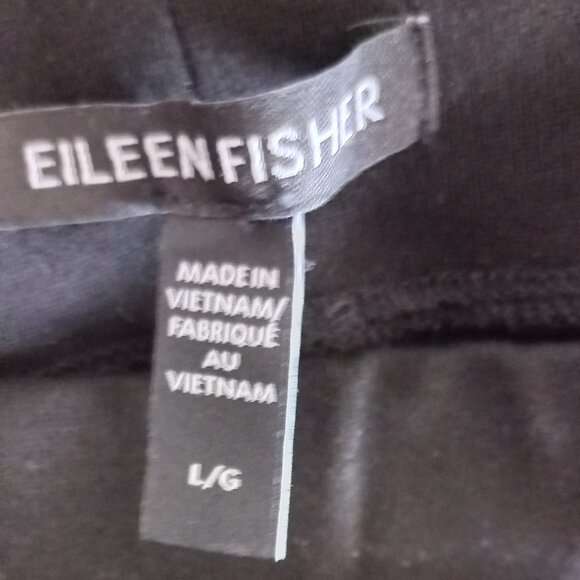 EILEEN FISHER
MADE IN
VIETNAM/
FABRIQUÉ
AU
VIETNAM
L/G